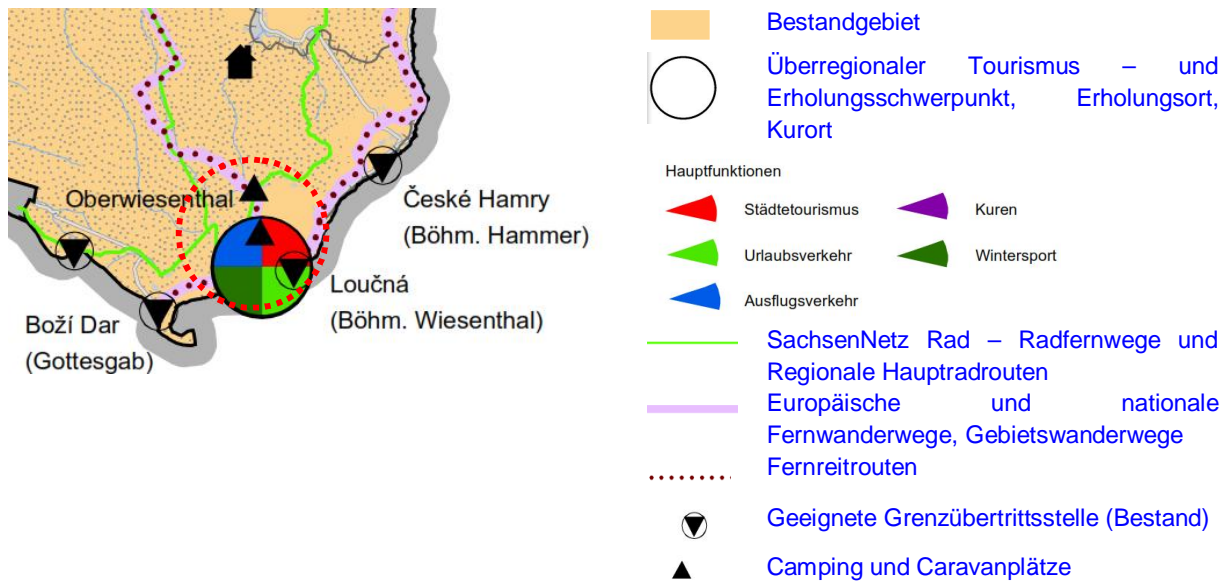 Oberwiesenthal
České Hamry
(Böhm. Hammer)
Loučná
(Böhm. Wiesenthal)
Boží Dar
(Gottesgab)
Bestandgebiet
Überregionaler Tourismus – und
Erholungsschwerpunkt, Erholungsort,
Kurort
Hauptfunktionen
Städtetourismus
Kuren
Urlaubsverkehr
Wintersport
Ausflugsverkehr
SachsenNetz Rad – Radfernwege und
Regionale Hauptradrouten
Europäische und nationale
Fernwanderwege, Gebietswanderwege
Fernreitrouten
Geeignete Grenzübertrittsstelle (Bestand)
Camping und Caravanplätze